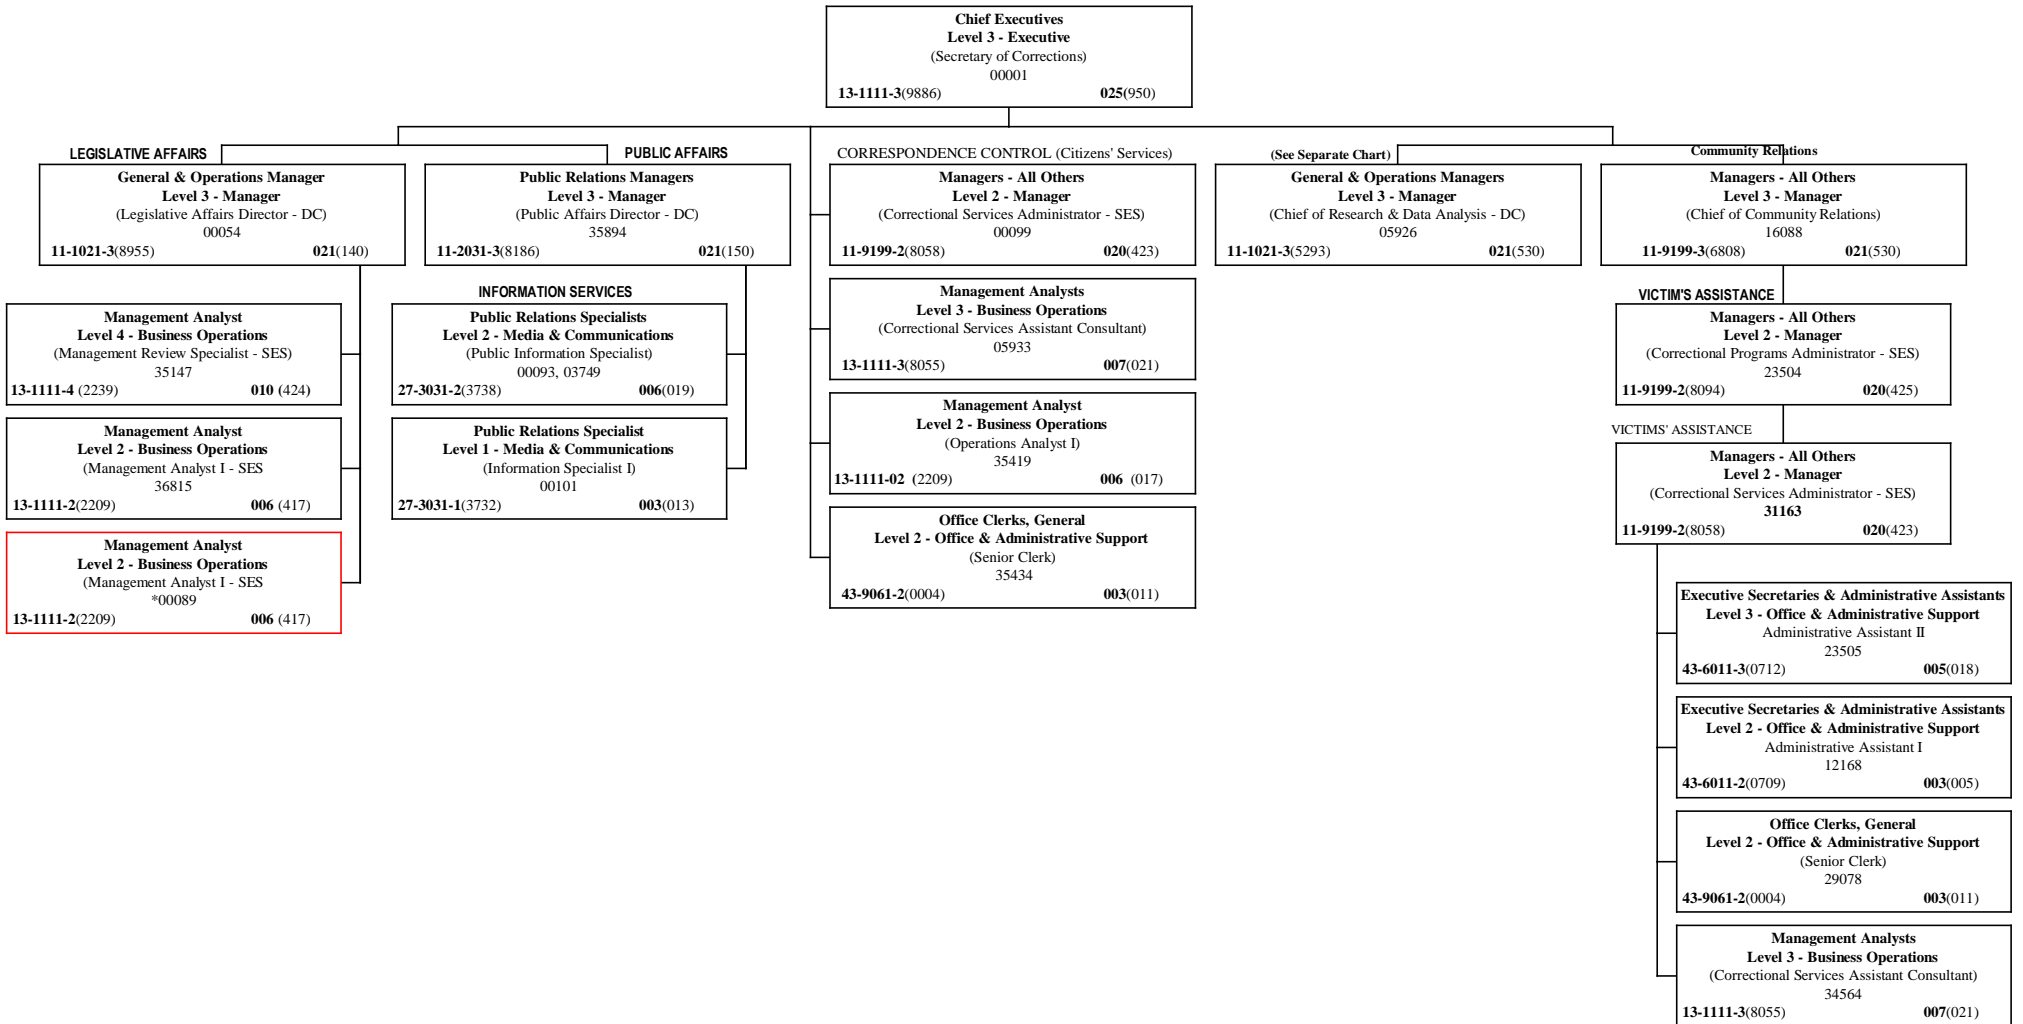 Chief Executives
Level 3 - Executive
(Secretary of Corrections)
00001
13-1111-3(9886) 025(950)
LEGISLATIVE AFFAIRS
General & Operations Manager
Level 3 - Manager
(Legislative Affairs Director - DC)
00054
11-1021-3(8955) 021(140)
Management Analyst
Level 4 - Business Operations
(Management Review Specialist - SES)
35147
13-1111-4 (2239) 010 (424)
Management Analyst
Level 2 - Business Operations
(Management Analyst I - SES
36815
13-1111-2(2209) 006 (417)
Management Analyst
Level 2 - Business Operations
(Management Analyst I - SES
*00089
13-1111-2(2209) 006 (417)
PUBLIC AFFAIRS
Public Relations Managers
Level 3 - Manager
(Public Affairs Director - DC)
35894
11-2031-3(8186) 021(150)
INFORMATION SERVICES
Public Relations Specialists
Level 2 - Media & Communications
(Public Information Specialist)
00093, 03749
27-3031-2(3738) 006(019)
Public Relations Specialist
Level 1 - Media & Communications
(Information Specialist I)
00101
27-3031-1(3732) 003(013)
CORRESPONDENCE CONTROL (Citizens' Services)
Managers - All Others
Level 2 - Manager
(Correctional Services Administrator - SES)
00099
11-9199-2(8058) 020(423)
Management Analysts
Level 3 - Business Operations
(Correctional Services Assistant Consultant)
05933
13-1111-3(8055) 007(021)
Management Analyst
Level 2 - Business Operations
(Operations Analyst I)
35419
13-1111-02 (2209) 006 (017)
Office Clerks, General
Level 2 - Office & Administrative Support
(Senior Clerk)
35434
43-9061-2(0004) 003(011)
(See Separate Chart)
General & Operations Managers
Level 3 - Manager
(Chief of Research & Data Analysis - DC)
05926
11-1021-3(5293) 021(530)
Community Relations
Managers - All Others
Level 3 - Manager
(Chief of Community Relations)
16088
11-9199-3(6808) 021(530)
VICTIM'S ASSISTANCE
Managers - All Others
Level 2 - Manager
(Correctional Programs Administrator - SES)
23504
11-9199-2(8094) 020(425)
VICTIMS' ASSISTANCE
Managers - All Others
Level 2 - Manager
(Correctional Services Administrator - SES)
31163
11-9199-2(8058) 020(423)
Executive Secretaries & Administrative Assistants
Level 3 - Office & Administrative Support
Administrative Assistant II
23505
43-6011-3(0712) 005(018)
Executive Secretaries & Administrative Assistants
Level 2 - Office & Administrative Support
Administrative Assistant I
12168
43-6011-2(0709) 003(005)
Office Clerks, General
Level 2 - Office & Administrative Support
(Senior Clerk)
29078
43-9061-2(0004) 003(011)
Management Analysts
Level 3 - Business Operations
(Correctional Services Assistant Consultant)
34564
13-1111-3(8055) 007(021)